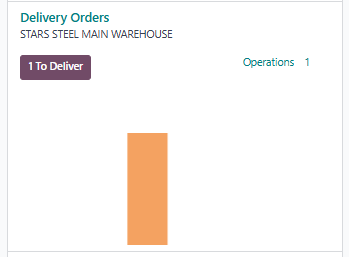 Delivery Orders
STARS STEEL MAIN WAREHOUSE
1 To Deliver
Operations 1